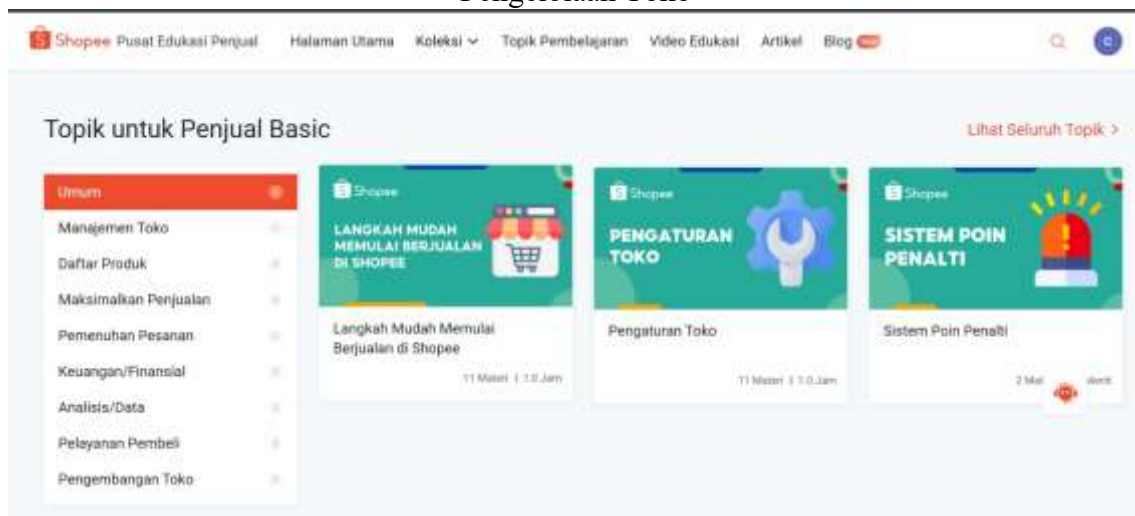 Shopee Pusat Edukasi Penjual Halaman Utama Koleksi Topik Pembelajaran Video Edukasi Artikel Blog
Topik untuk Penjual Basic
Lihat Seluruh Topik >
Umum
Manajemen Toko
Daftar Produk
Maksimalkan Penjualan
Pemenuhan Pesanan
Keuangan/Finansial
Analisis/Data
Pelayanan Pembeli
Pengembangan Toko
Shopee
LANGKAH MUDAH
MEMULAI BERJUALAN
DI SHOPEE
Langkah Mudah Memulai
Berjualan di Shopee
11 Materi | 1.0 Jam
Shopee
PENGATURAN
TOKO
Pengaturan Toko
11 Materi | 1.0 Jam
Shopee
SISTEM POIN
PENALTI
Sistem Poin Penalti
2